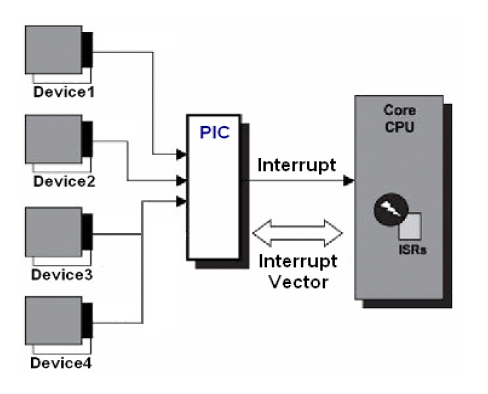 Device1
Device2
Device3
Device4
PIC
Interrupt
Interrupt
Vector
Core
CPU
ISRs